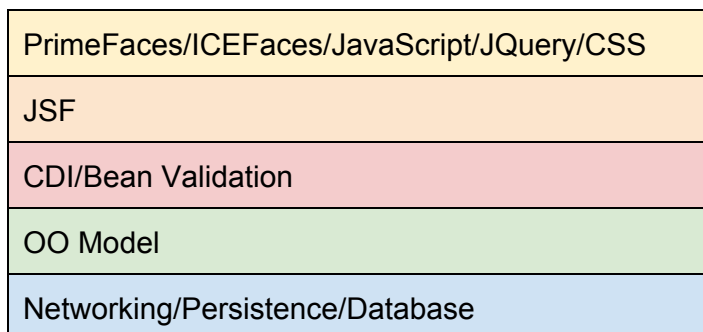 PrimeFaces/ICEFaces/JavaScript/JQuery/CSS
JSF
CDI/Bean Validation
OO Model
Networking/Persistence/Database